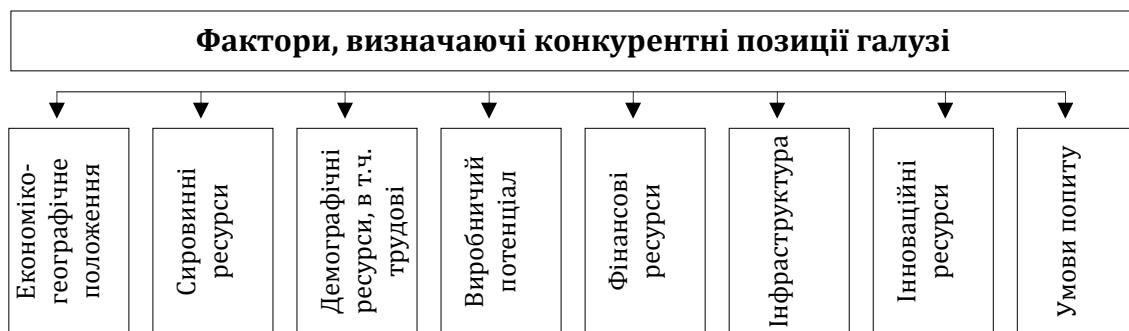 Фактори, визначаючі конкурентні позиції галузі
Економіко-
географічне
положення
Сировинні
ресурси
Демографічні
ресурси, в т.ч.
трудові
Виробничий
потенціал
Фінансові
ресурси
Інфраструктура
Інноваційні
ресурси
Умови попиту